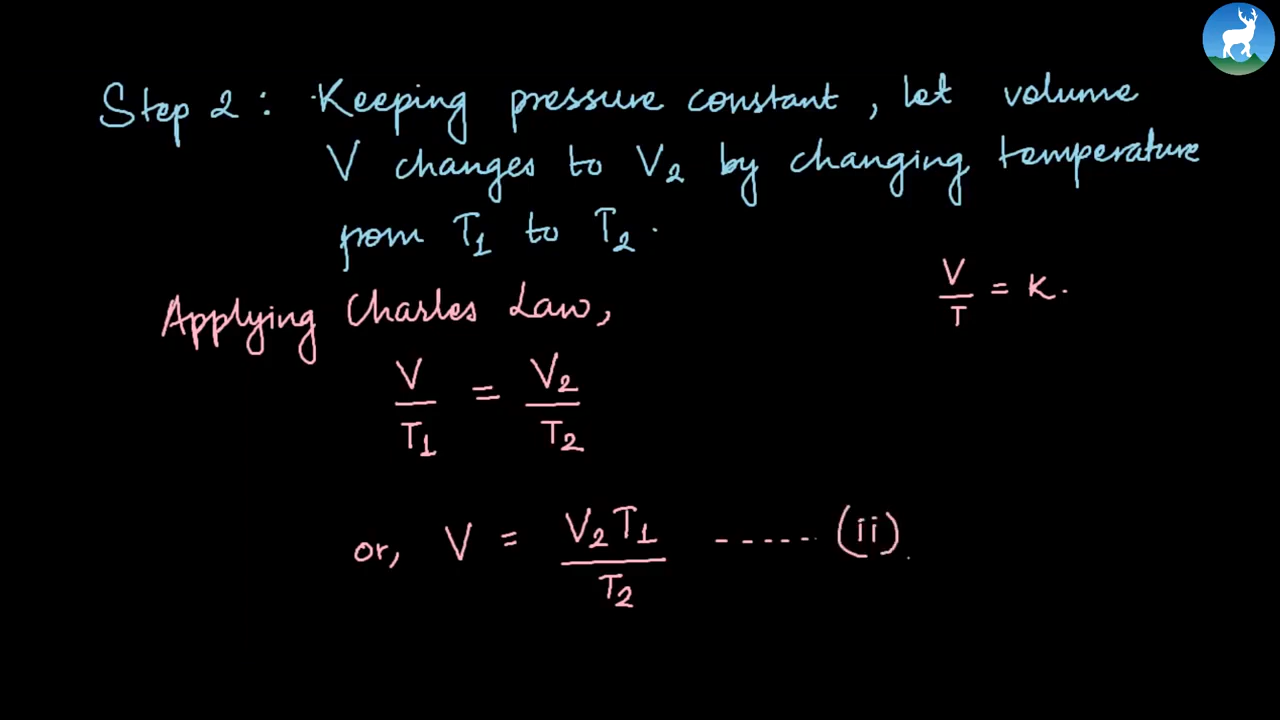 Step 2 : Keeping pressure constant, let volume
V changes to V₂ by changing temperature
from T₁ to T₂.
V/T = K.
Applying Charles Law,
V/T₁ = V₂/T₂
or, V = V₂T₁/T₂ ------ (ii)